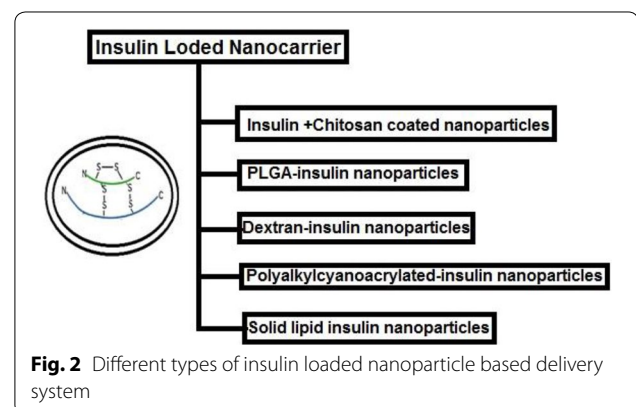 Insulin Loded Nanocarrier
Insulin +Chitosan coated nanoparticles
PLGA-insulin nanoparticles
Dextran-insulin nanoparticles
Polyalkylcyanoacrylated-insulin nanoparticles
Solid lipid insulin nanoparticles
S S
N C
S S
N C
S S
Fig. 2 Different types of insulin loaded nanoparticle based delivery
system